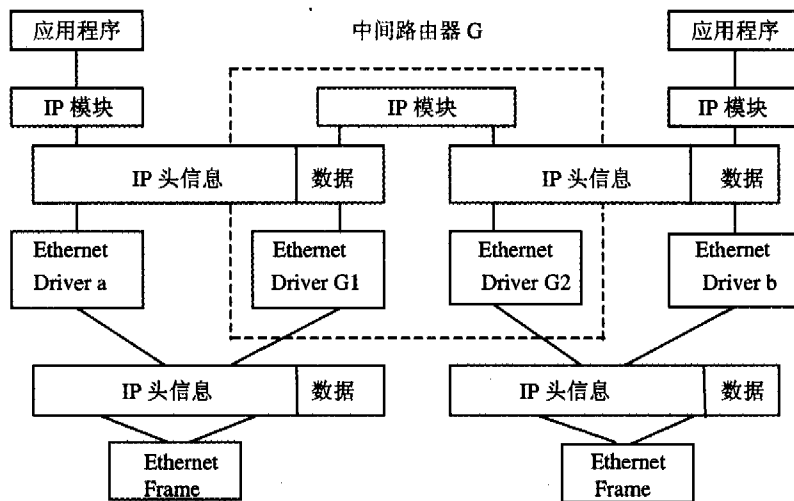 应用程序
中间路由器 G
应用程序
IP 模块
IP 模块
IP 模块
IP 头信息
数据
IP 头信息
数据
Ethernet
Driver a
Ethernet
Driver G1
Ethernet
Driver G2
Ethernet
Driver b
IP 头信息
数据
IP 头信息
数据
Ethernet
Frame
Ethernet
Frame